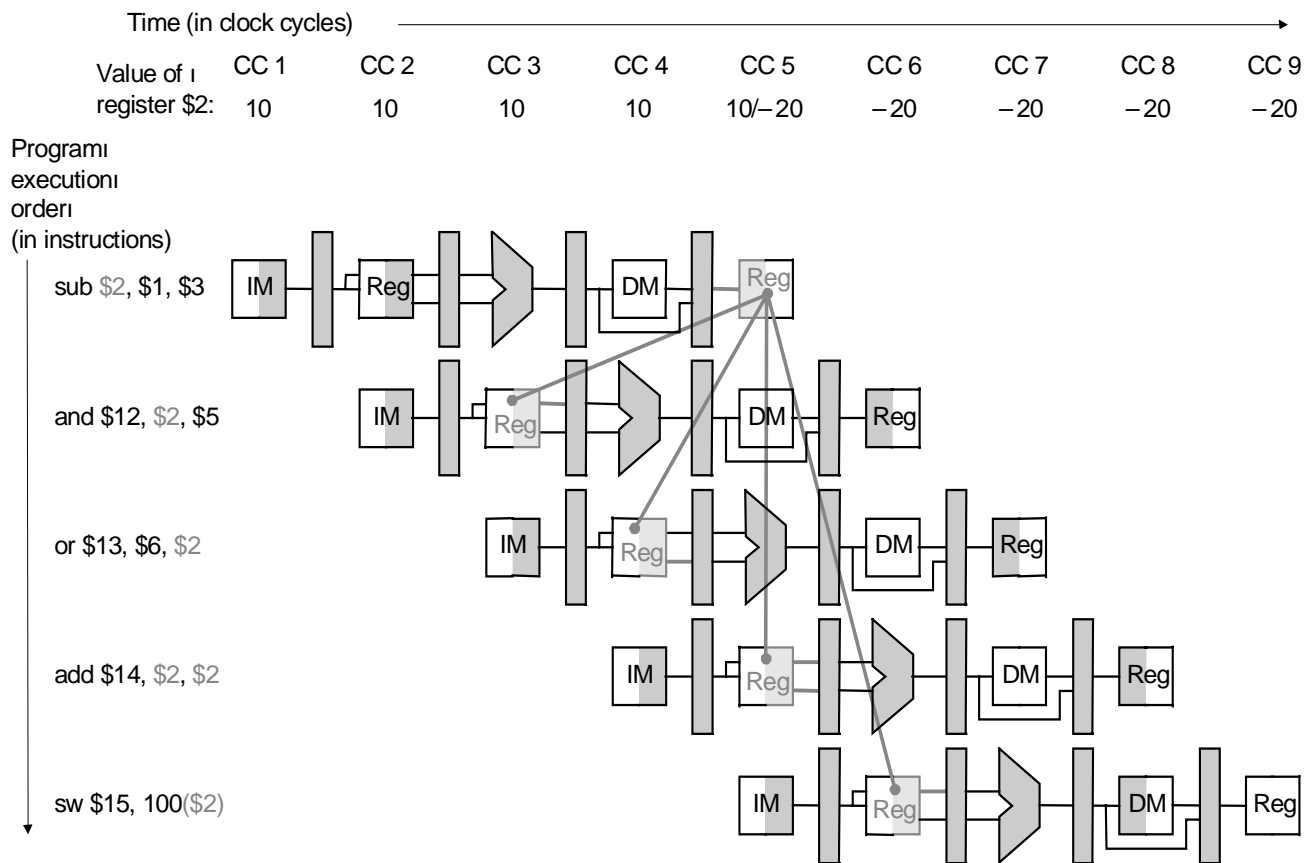 Time (in clock cycles)
Value of ı CC 1 CC 2 CC 3 CC 4 CC 5 CC 6 CC 7 CC 8 CC 9
register $2: 10 10 10 10 10/–20 –20 –20 –20 –20
Programı
executionı
orderı
(in instructions)
sub $2, $1, $3 IM Reg DM Reg
and $12, $2, $5 IM Reg DM Reg
or $13, $6, $2 IM Reg DM Reg
add $14, $2, $2 IM Reg DM Reg
sw $15, 100($2) IM Reg DM Reg